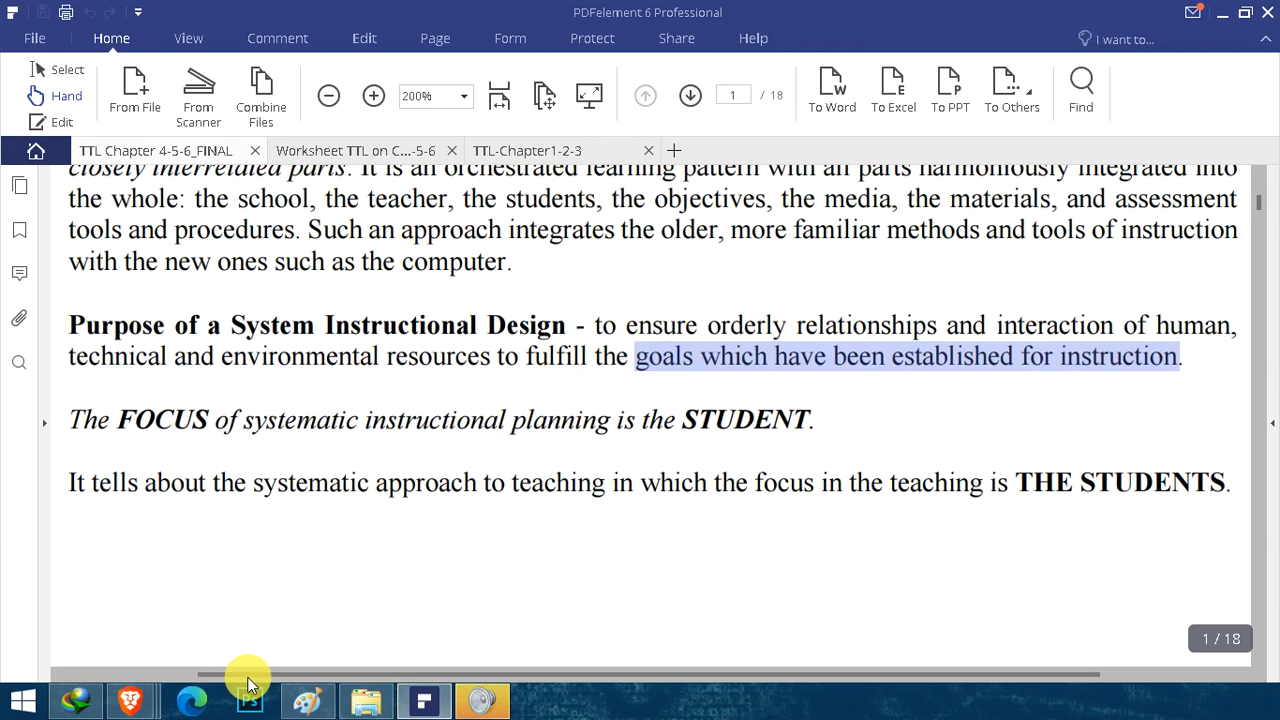 PDFelement 6 Professional
File Home View Comment Edit Page Form Protect Share Help I want to...
Select
Hand
Edit
From File
From Scanner
Combine Files
200%
1 / 18
To Word
To Excel
To PPT
To Others
Find
TTL Chapter 4-5-6_FINAL
Worksheet TTL on C...-5-6
TTL-Chapter1-2-3
closely interrelated parts. It is an orchestrated learning pattern with all parts harmoniously integrated into
the whole: the school, the teacher, the students, the objectives, the media, the materials, and assessment
tools and procedures. Such an approach integrates the older, more familiar methods and tools of instruction
with the new ones such as the computer.
Purpose of a System Instructional Design - to ensure orderly relationships and interaction of human,
technical and environmental resources to fulfill the goals which have been established for instruction.
The FOCUS of systematic instructional planning is the STUDENT.
It tells about the systematic approach to teaching in which the focus in the teaching is THE STUDENTS.
1 / 18
Ps